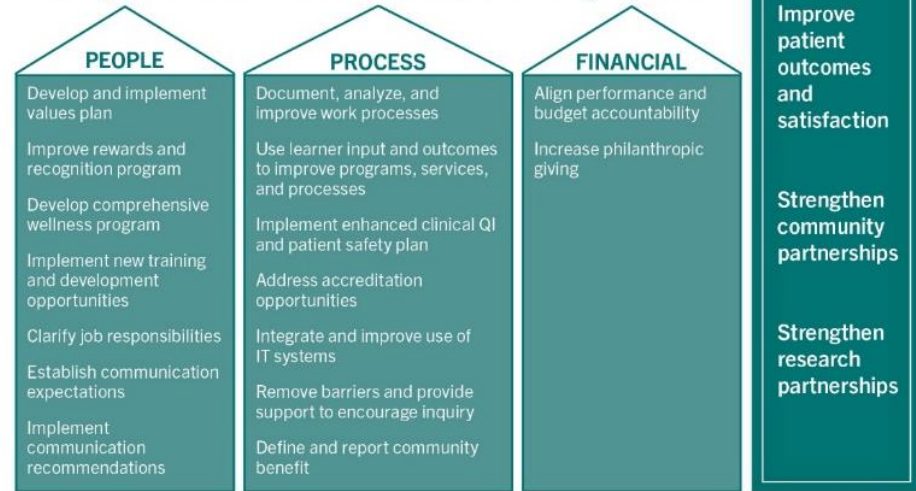 PEOPLE
Develop and implement
values plan
Improve rewards and
recognition program
Develop comprehensive
wellness program
Implement new training
and development
opportunities
Clarify job responsibilities
Establish communication
expectations
Implement
communication
recommendations
PROCESS
Document, analyze, and
improve work processes
Use learner input and outcomes
to improve programs, services,
and processes
Implement enhanced clinical QI
and patient safety plan
Address accreditation
opportunities
Integrate and improve use of
IT systems
Remove barriers and provide
support to encourage inquiry
Define and report community
benefit
FINANCIAL
Align performance and
budget accountability
Increase philanthropic
giving
Improve
patient
outcomes
and
satisfaction
Strengthen
community
partnerships
Strengthen
research
partnerships